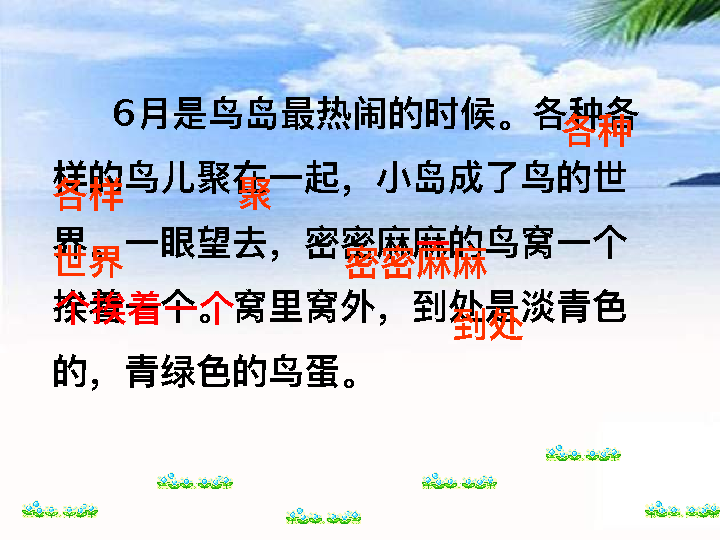 6月是鸟岛最热闹的时候。各种各
各种
样的鸟儿聚在一起，小岛成了鸟的世
各样 聚
界。一眼望去，密密麻麻的鸟窝一个
世界 密密麻麻
挨着一个。窝里窝外，到处是淡青色
个挨着一个 到处
的，青绿色的鸟蛋。